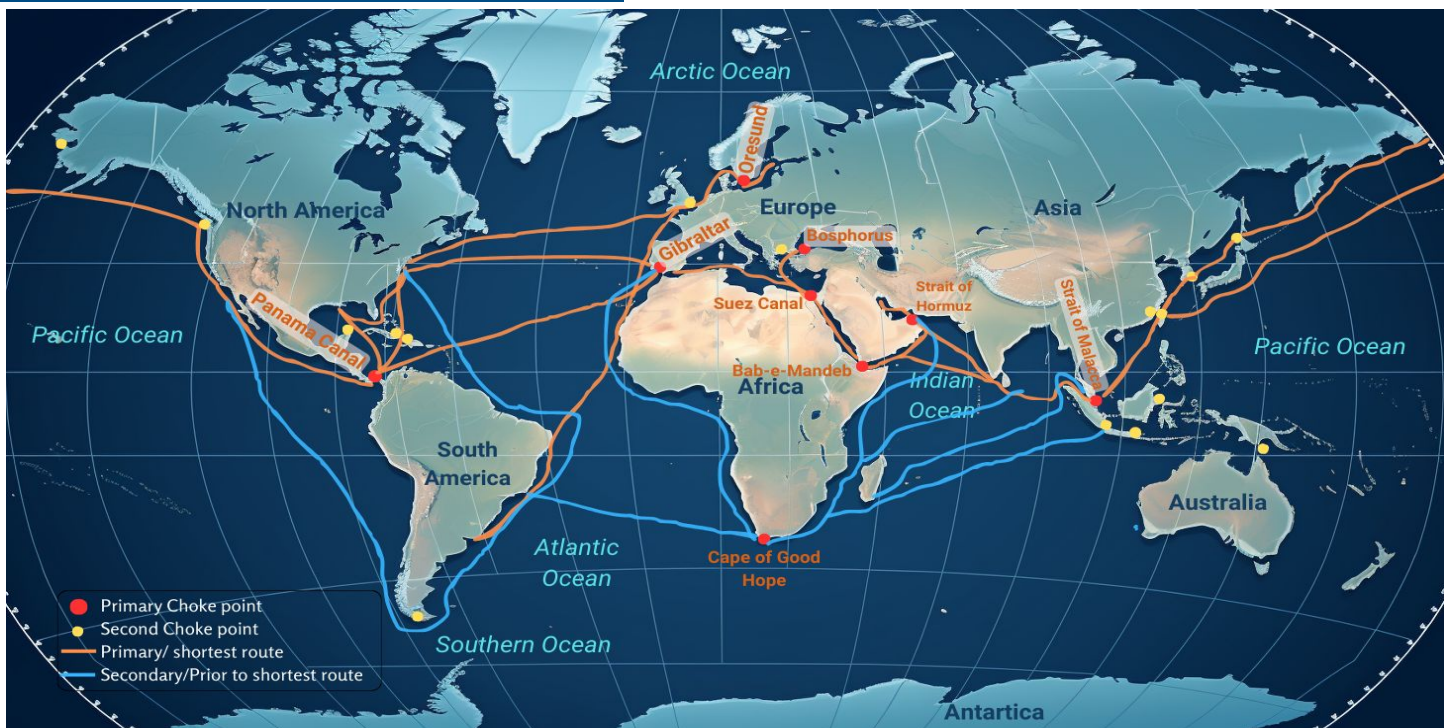 Arctic Ocean
Oresund
North America
Europe
Asia
Gibraltar
Bosphorus
Suez Canal
Strait of
Hormuz
Strait of Malacca
Pacific Ocean
Panama Canal
Pacific Ocean
Bab-e-Mandeb
Africa
Indian
Ocean
South
America
Australia
Atlantic
Ocean
Cape of Good
Hope
Primary Choke point
Second Choke point
Primary/ shortest route
Secondary/Prior to shortest route
Southern Ocean
Antartica